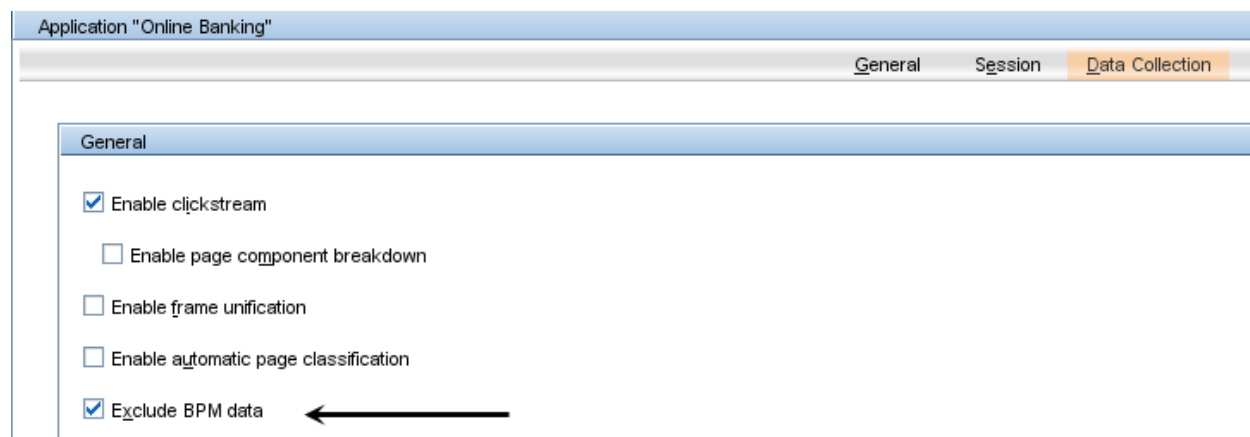 Application "Online Banking"
General Session Data Collection
General
Enable clickstream
Enable page component breakdown
Enable frame unification
Enable automatic page classification
Exclude BPM data